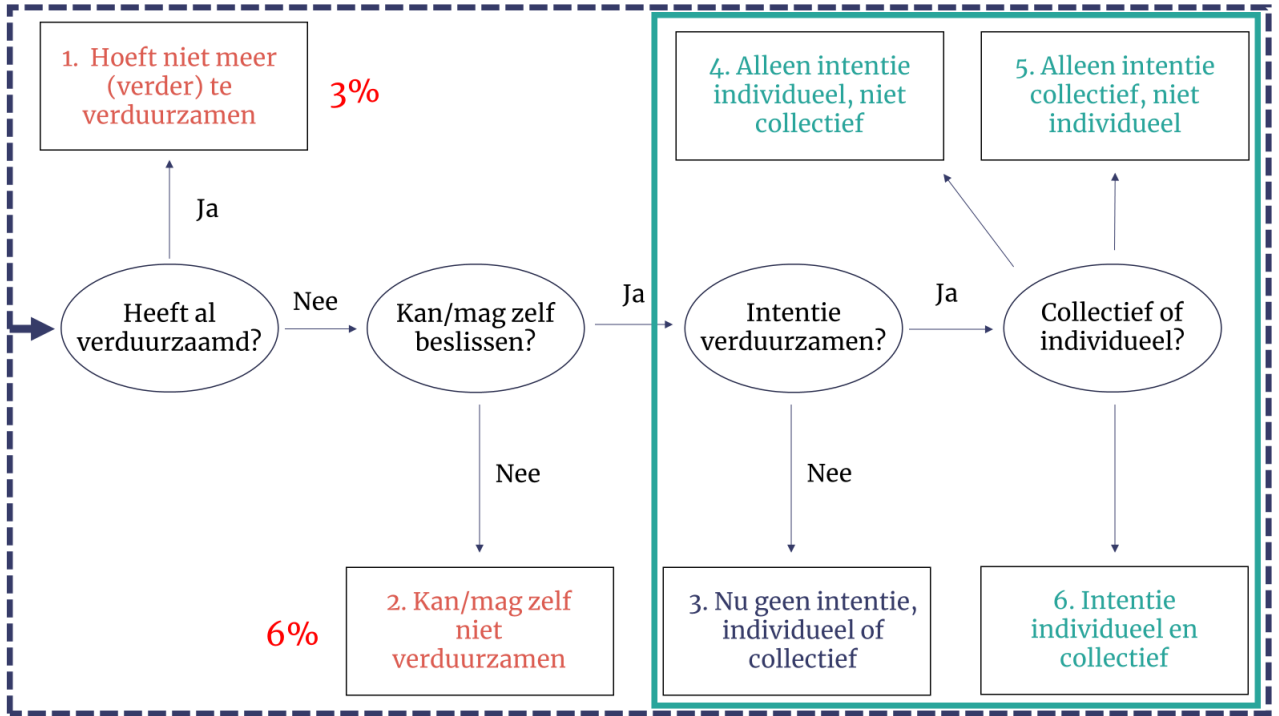 1. Hoeft niet meer
(verder) te
verduurzamen
3%
4. Alleen intentie
individueel, niet
collectief
5. Alleen intentie
collectief, niet
individueel
Ja
Heeft al
verduurzaamd?
Nee
Kan/mag zelf
beslissen?
Ja
Intentie
verduurzamen?
Ja
Collectief of
individueel?
Nee
Nee
6%
2. Kan/mag zelf
niet
verduurzamen
3. Nu geen intentie,
individueel of
collectief
6. Intentie
individueel en
collectief